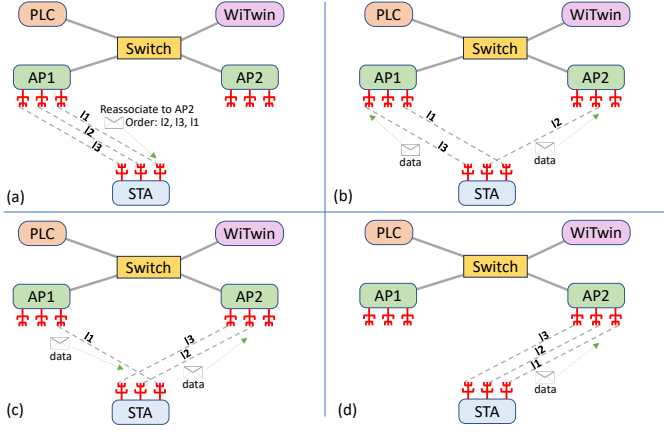 PLC
WiTwin
Switch
AP1
AP2
Reassociate to AP2
Order: l2, l3, l1
l1
l2
l3
STA
(a)
PLC
WiTwin
Switch
AP1
AP2
l1
l2
l3
data
data
STA
(b)
PLC
WiTwin
Switch
AP1
AP2
l1
l3
l2
data
data
STA
(c)
PLC
WiTwin
Switch
AP1
AP2
l3
l2
l1
data
STA
(d)